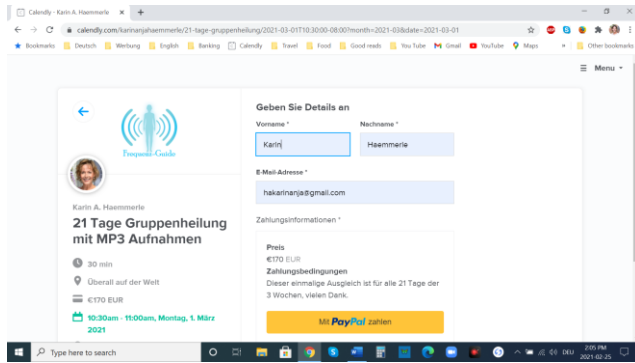 Calendly - Karin A. Haemmerle
calendly.com/karinanjahaemmerle/21-tage-gruppenheilung/2021-03-01T10:30:00-08:00?month=2021-03&date=2021-03-01
Bookmarks Deutsch Werbung English Banking Calendly Travel Food Good reads You Tube Gmail YouTube Maps » Other bookmarks
Menu
Frequenz-Guide
Karin A. Haemmerle
21 Tage Gruppenheilung
mit MP3 Aufnahmen
30 min
Überall auf der Welt
€170 EUR
10:30am - 11:00am, Montag, 1. März
2021
Geben Sie Details an
Vorname * Nachname *
Karin Haemmerle
E-Mail-Adresse *
hakarinanja@gmail.com
Zahlungsinformationen *
Preis
€170 EUR
Zahlungsbedingungen
Dieser einmalige Ausgleich ist für alle 21 Tage der
3 Wochen, vielen Dank.
Mit PayPal zahlen
Type here to search
DEU
2:05 PM
2021-02-25